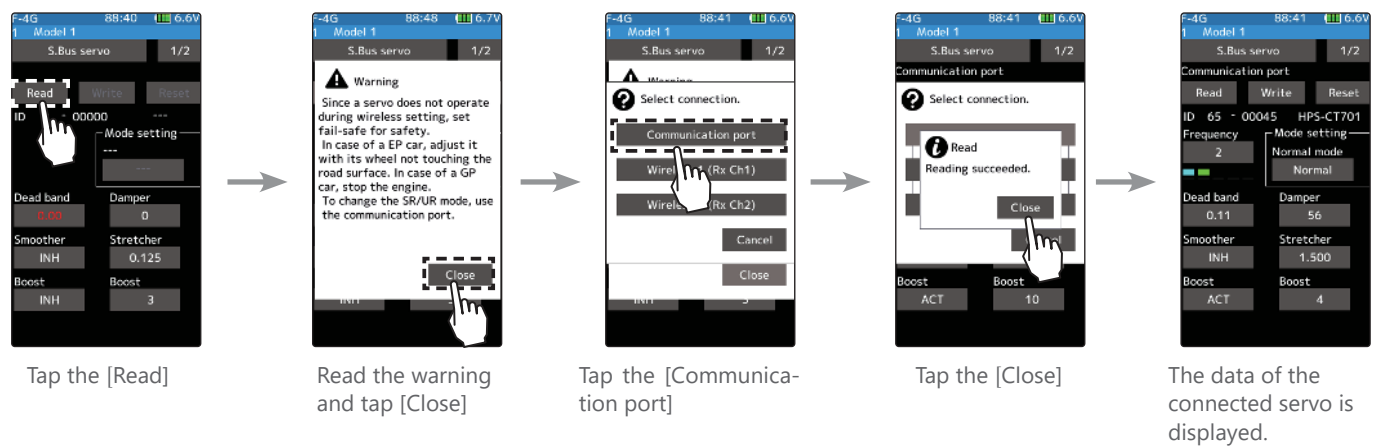 F-4G 88:40 6.6V
1 Model 1
S.Bus servo 1/2
Read Write Reset
ID - 00000 ---
Mode setting
---
---
Dead band Damper
0.00 0
Smoother Stretcher
INH 0.125
Boost Boost
INH 3
Tap the [Read]
F-4G 88:48 6.7V
1 Model 1
S.Bus servo 1/2
Warning
Since a servo does not operate
during wireless setting, set
fail-safe for safety.
In case of a EP car, adjust it
with its wheel not touching the
road surface. In case of a GP
car, stop the engine.
To change the SR/UR mode, use
the communication port.
Close
INH
Read the warning
and tap [Close]
F-4G 88:41 6.6V
1 Model 1
S.Bus servo 1/2
Warning
Select connection.
Communication port
(Rx Ch1)
(Rx Ch2)
Cancel
Close
INH
Tap the [Communica-
tion port]
F-4G 88:41 6.6V
1 Model 1
S.Bus servo 1/2
Communication port
Select connection.
Read
Reading succeeded.
Close
Boost Boost
ACT 10
Tap the [Close]
F-4G 88:41 6.6V
1 Model 1
S.Bus servo 1/2
Communication port
Read Write Reset
ID 65 - 00045 HPS-CT701
Frequency Mode setting
2 Normal mode
Normal
Dead band Damper
0.11 56
Smoother Stretcher
INH 1.500
Boost Boost
ACT 4
The data of the
connected servo is
displayed.